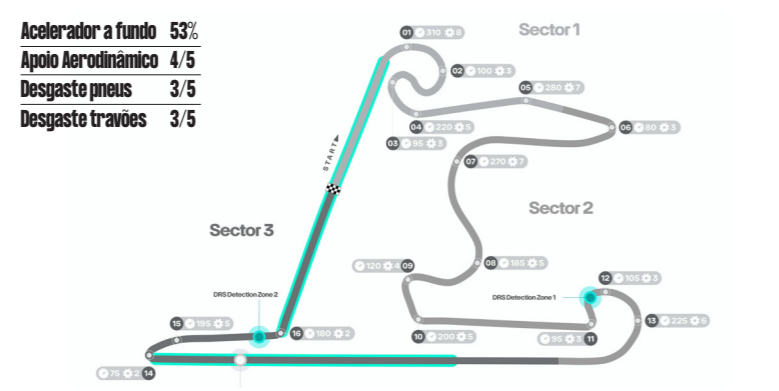 Acelerador a fundo 53%
Apoio Aerodinâmico 4/5
Desgaste pneus 3/5
Desgaste travões 3/5
Sector 1
01 310 8
02 100 3
05 280 7
04 220 5
06 80 3
03 95 3
START
07 270 7
Sector 2
Sector 3
08 185 5
120 4 09
12 105 3
DRS Detection Zone 2
DRS Detection Zone 1
15 195 5
16 180 2
10 200 5
95 3 11
13 225 6
75 2 14